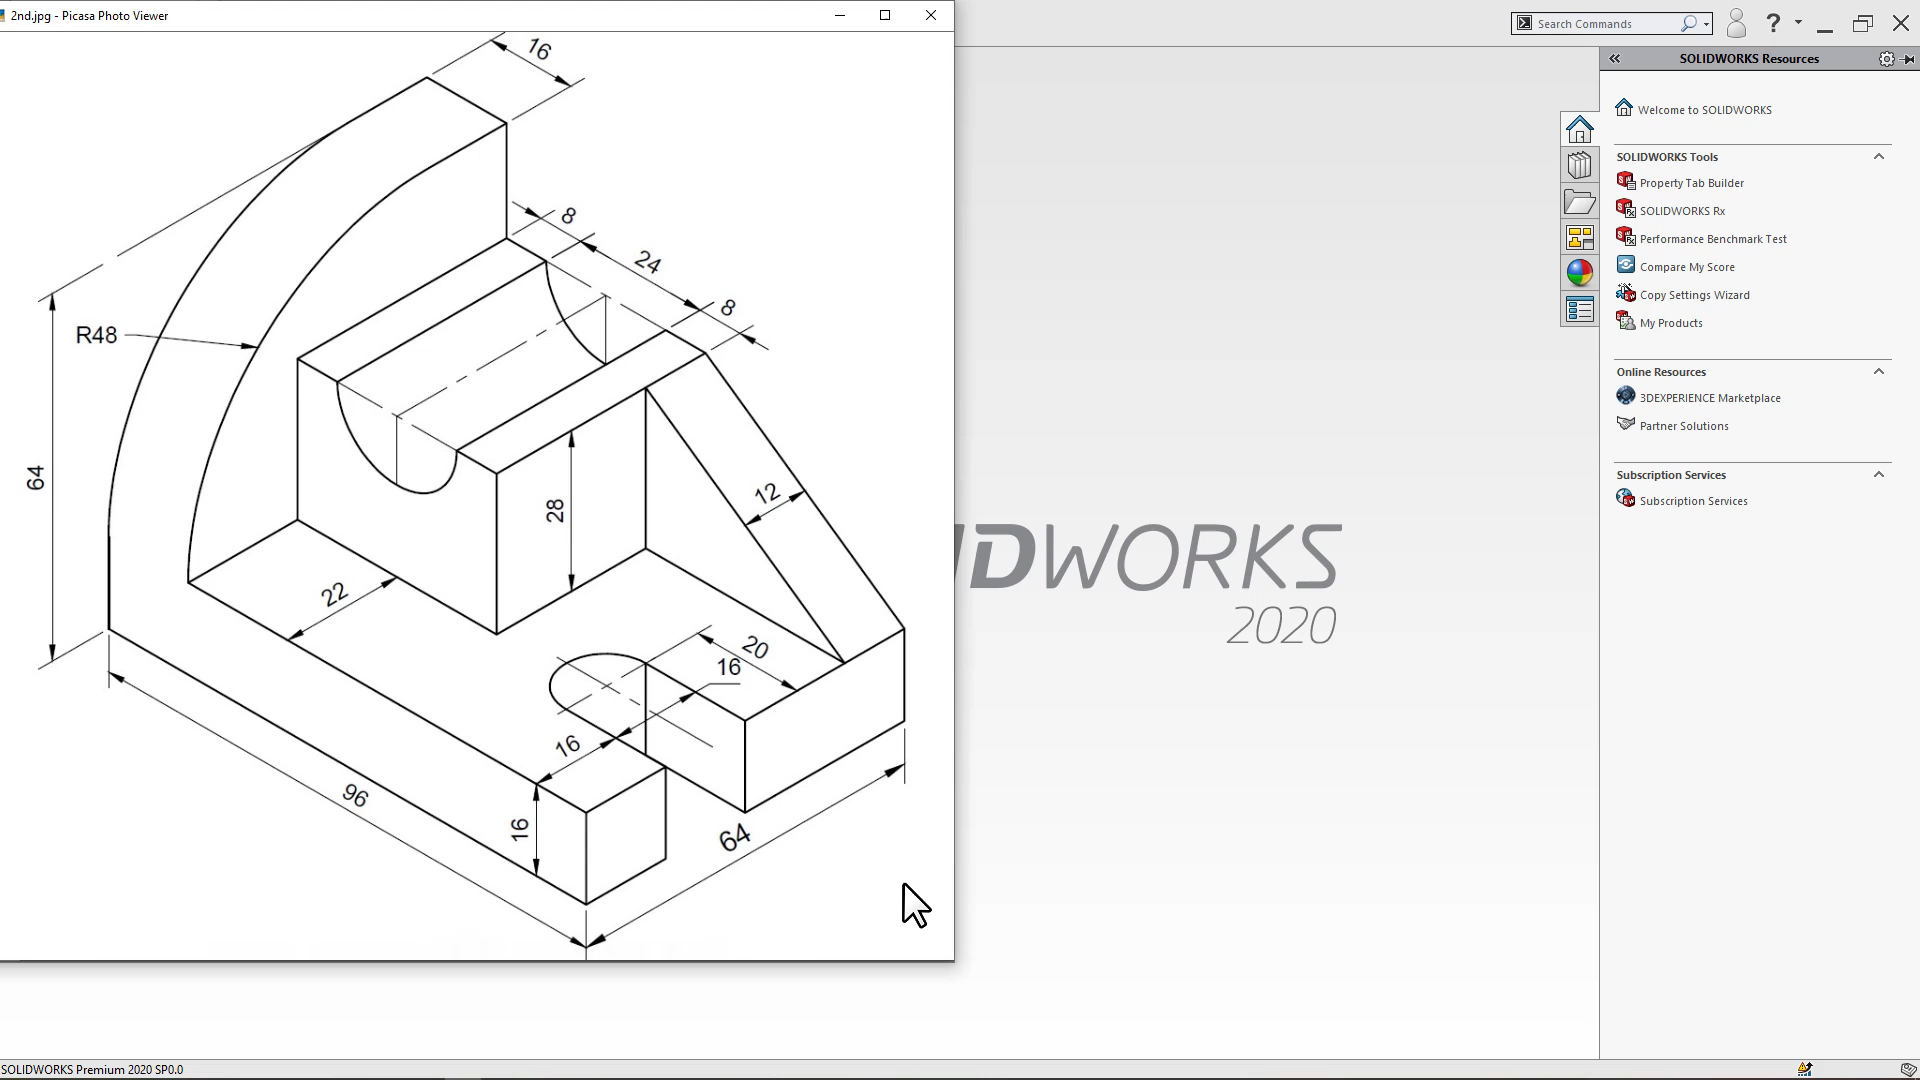 2nd.jpg - Picasa Photo Viewer
Search Commands
?
SOLIDWORKS Resources
Welcome to SOLIDWORKS
SOLIDWORKS Tools
Property Tab Builder
SOLIDWORKS Rx
Performance Benchmark Test
Compare My Score
Copy Settings Wizard
My Products
Online Resources
3DEXPERIENCE Marketplace
Partner Solutions
Subscription Services
Subscription Services
16
8
24
8
R48
64
12
28
22
20
16
16
96
16
64
DWORKS
2020
SOLIDWORKS Premium 2020 SP0.0